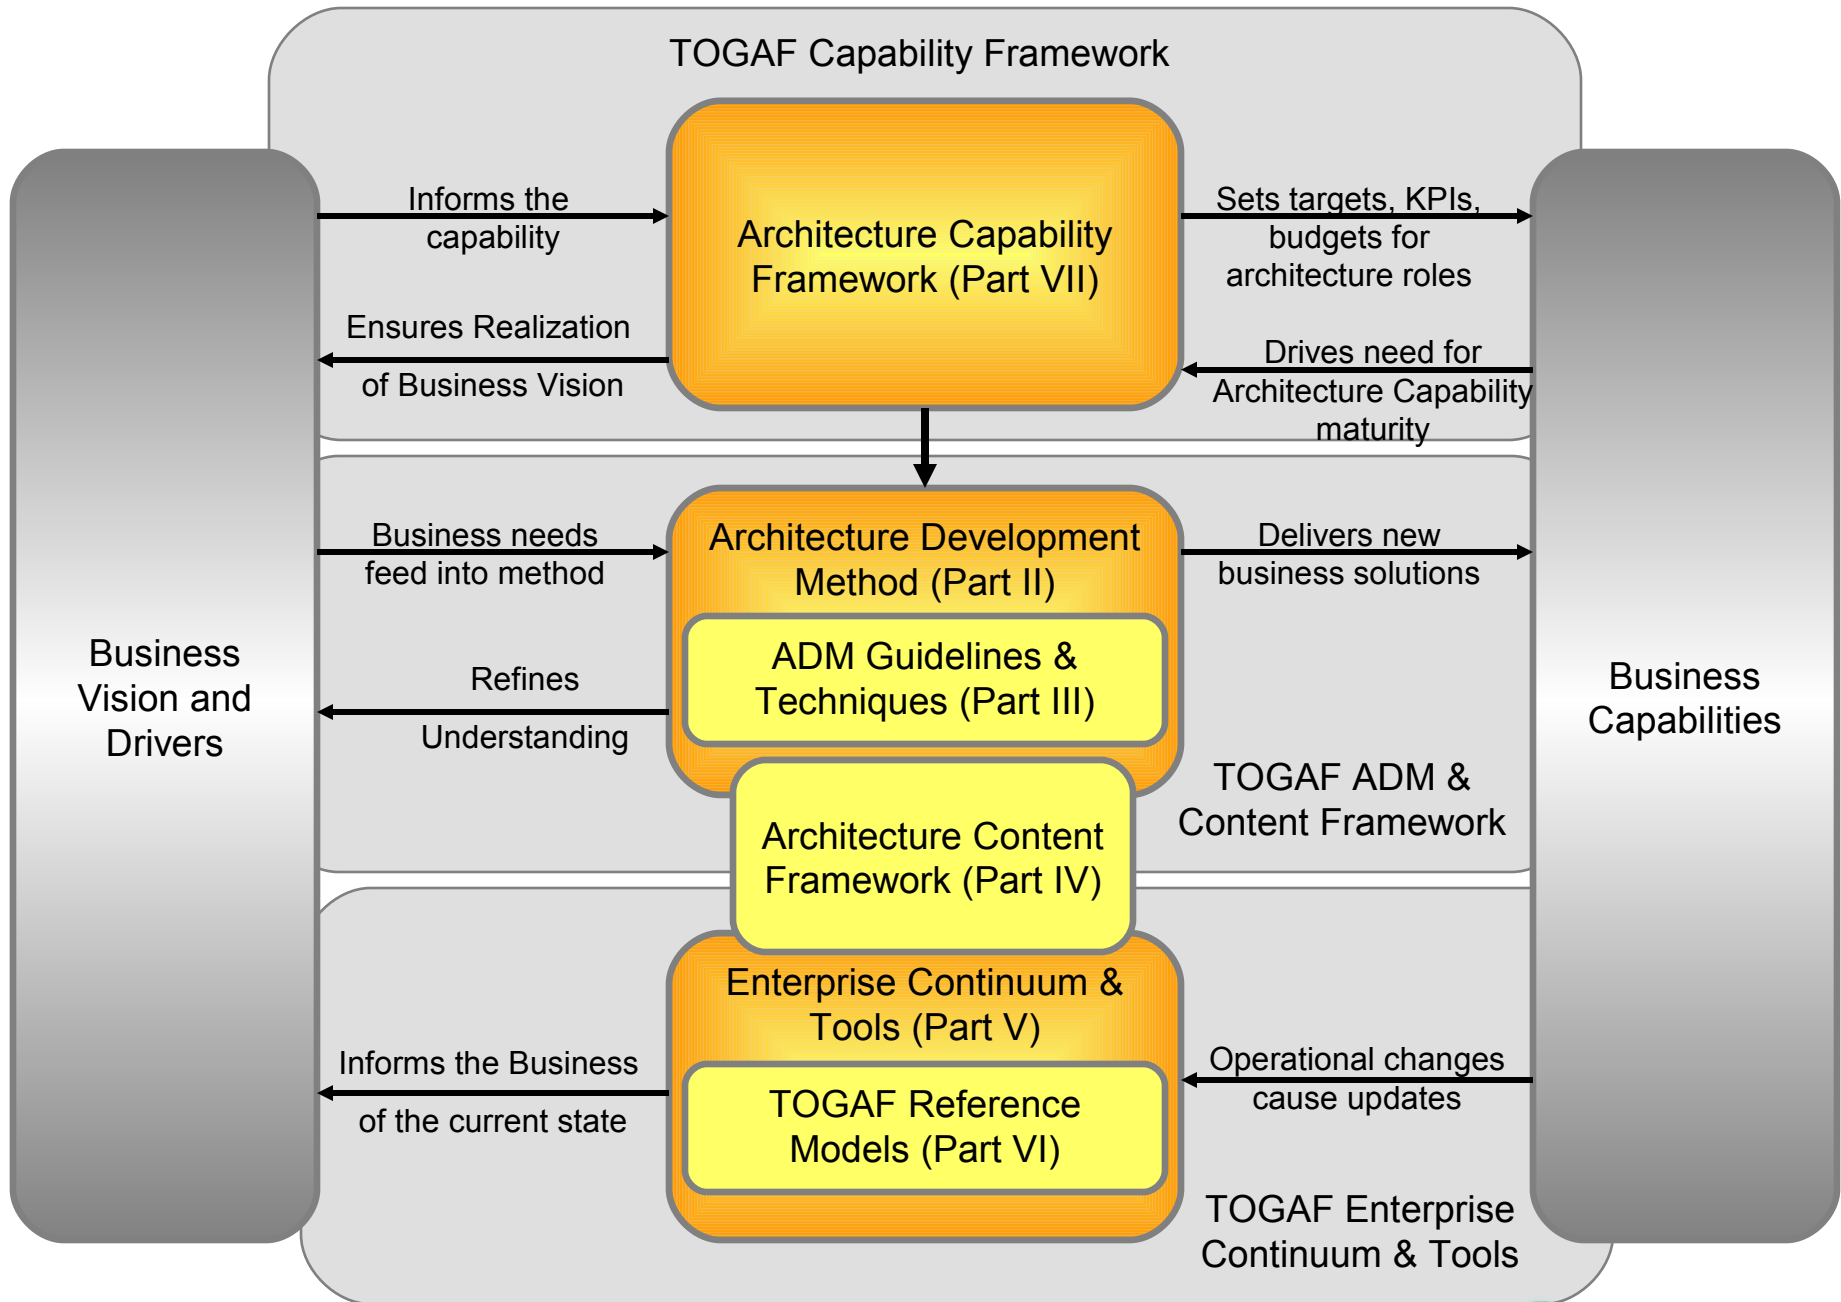 TOGAF Capability Framework
Informs the
capability
Architecture Capability
Framework (Part VII)
Sets targets, KPIs,
budgets for
architecture roles
Ensures Realization
of Business Vision
Drives need for
Architecture Capability
maturity
Business
Vision and
Drivers
Business needs
feed into method
Architecture Development
Method (Part II)
Delivers new
business solutions
Refines
Understanding
ADM Guidelines &
Techniques (Part III)
Business
Capabilities
TOGAF ADM &
Content Framework
Architecture Content
Framework (Part IV)
Enterprise Continuum &
Tools (Part V)
Informs the Business
of the current state
TOGAF Reference
Models (Part VI)
Operational changes
cause updates
TOGAF Enterprise
Continuum & Tools